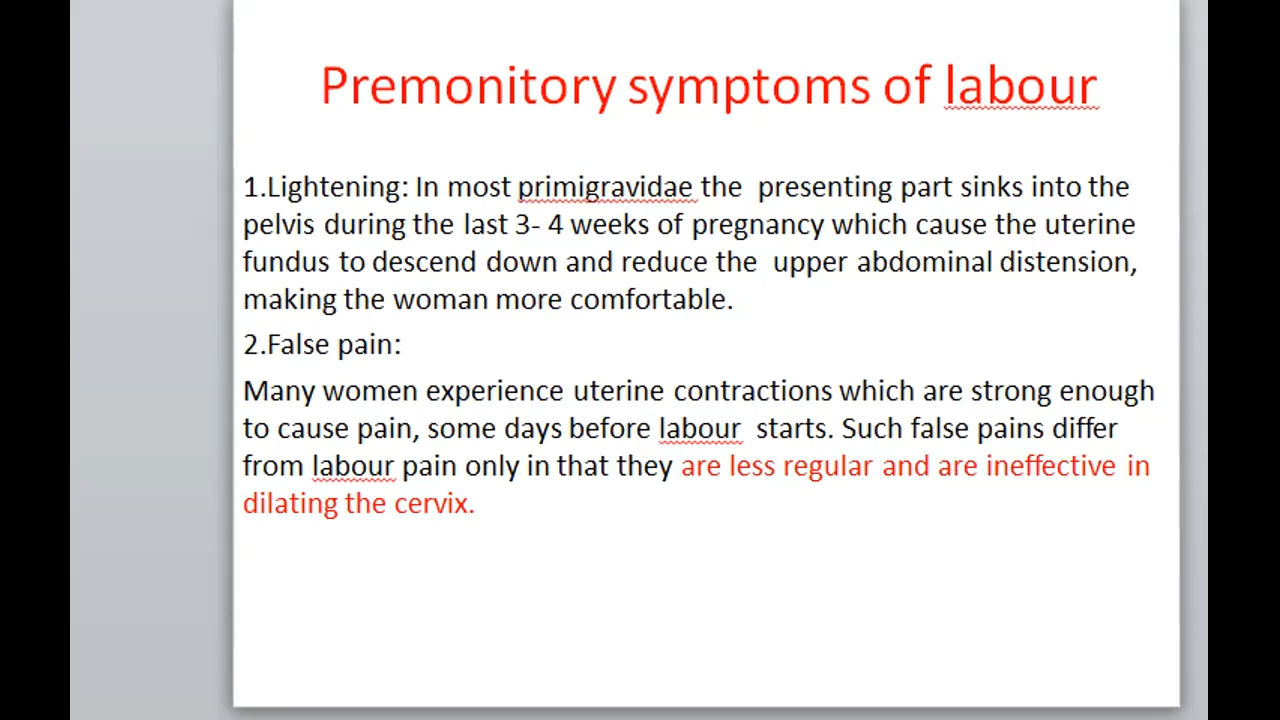 Premonitory symptoms of labour
1.Lightening: In most primigravidae the  presenting part sinks into the
pelvis during the last 3- 4 weeks of pregnancy which cause the uterine
fundus to descend down and reduce the  upper abdominal distension,
making the woman more comfortable.
2.False pain:
Many women experience uterine contractions which are strong enough
to cause pain, some days before labour  starts. Such false pains differ
from labour pain only in that they are less regular and are ineffective in
dilating the cervix.